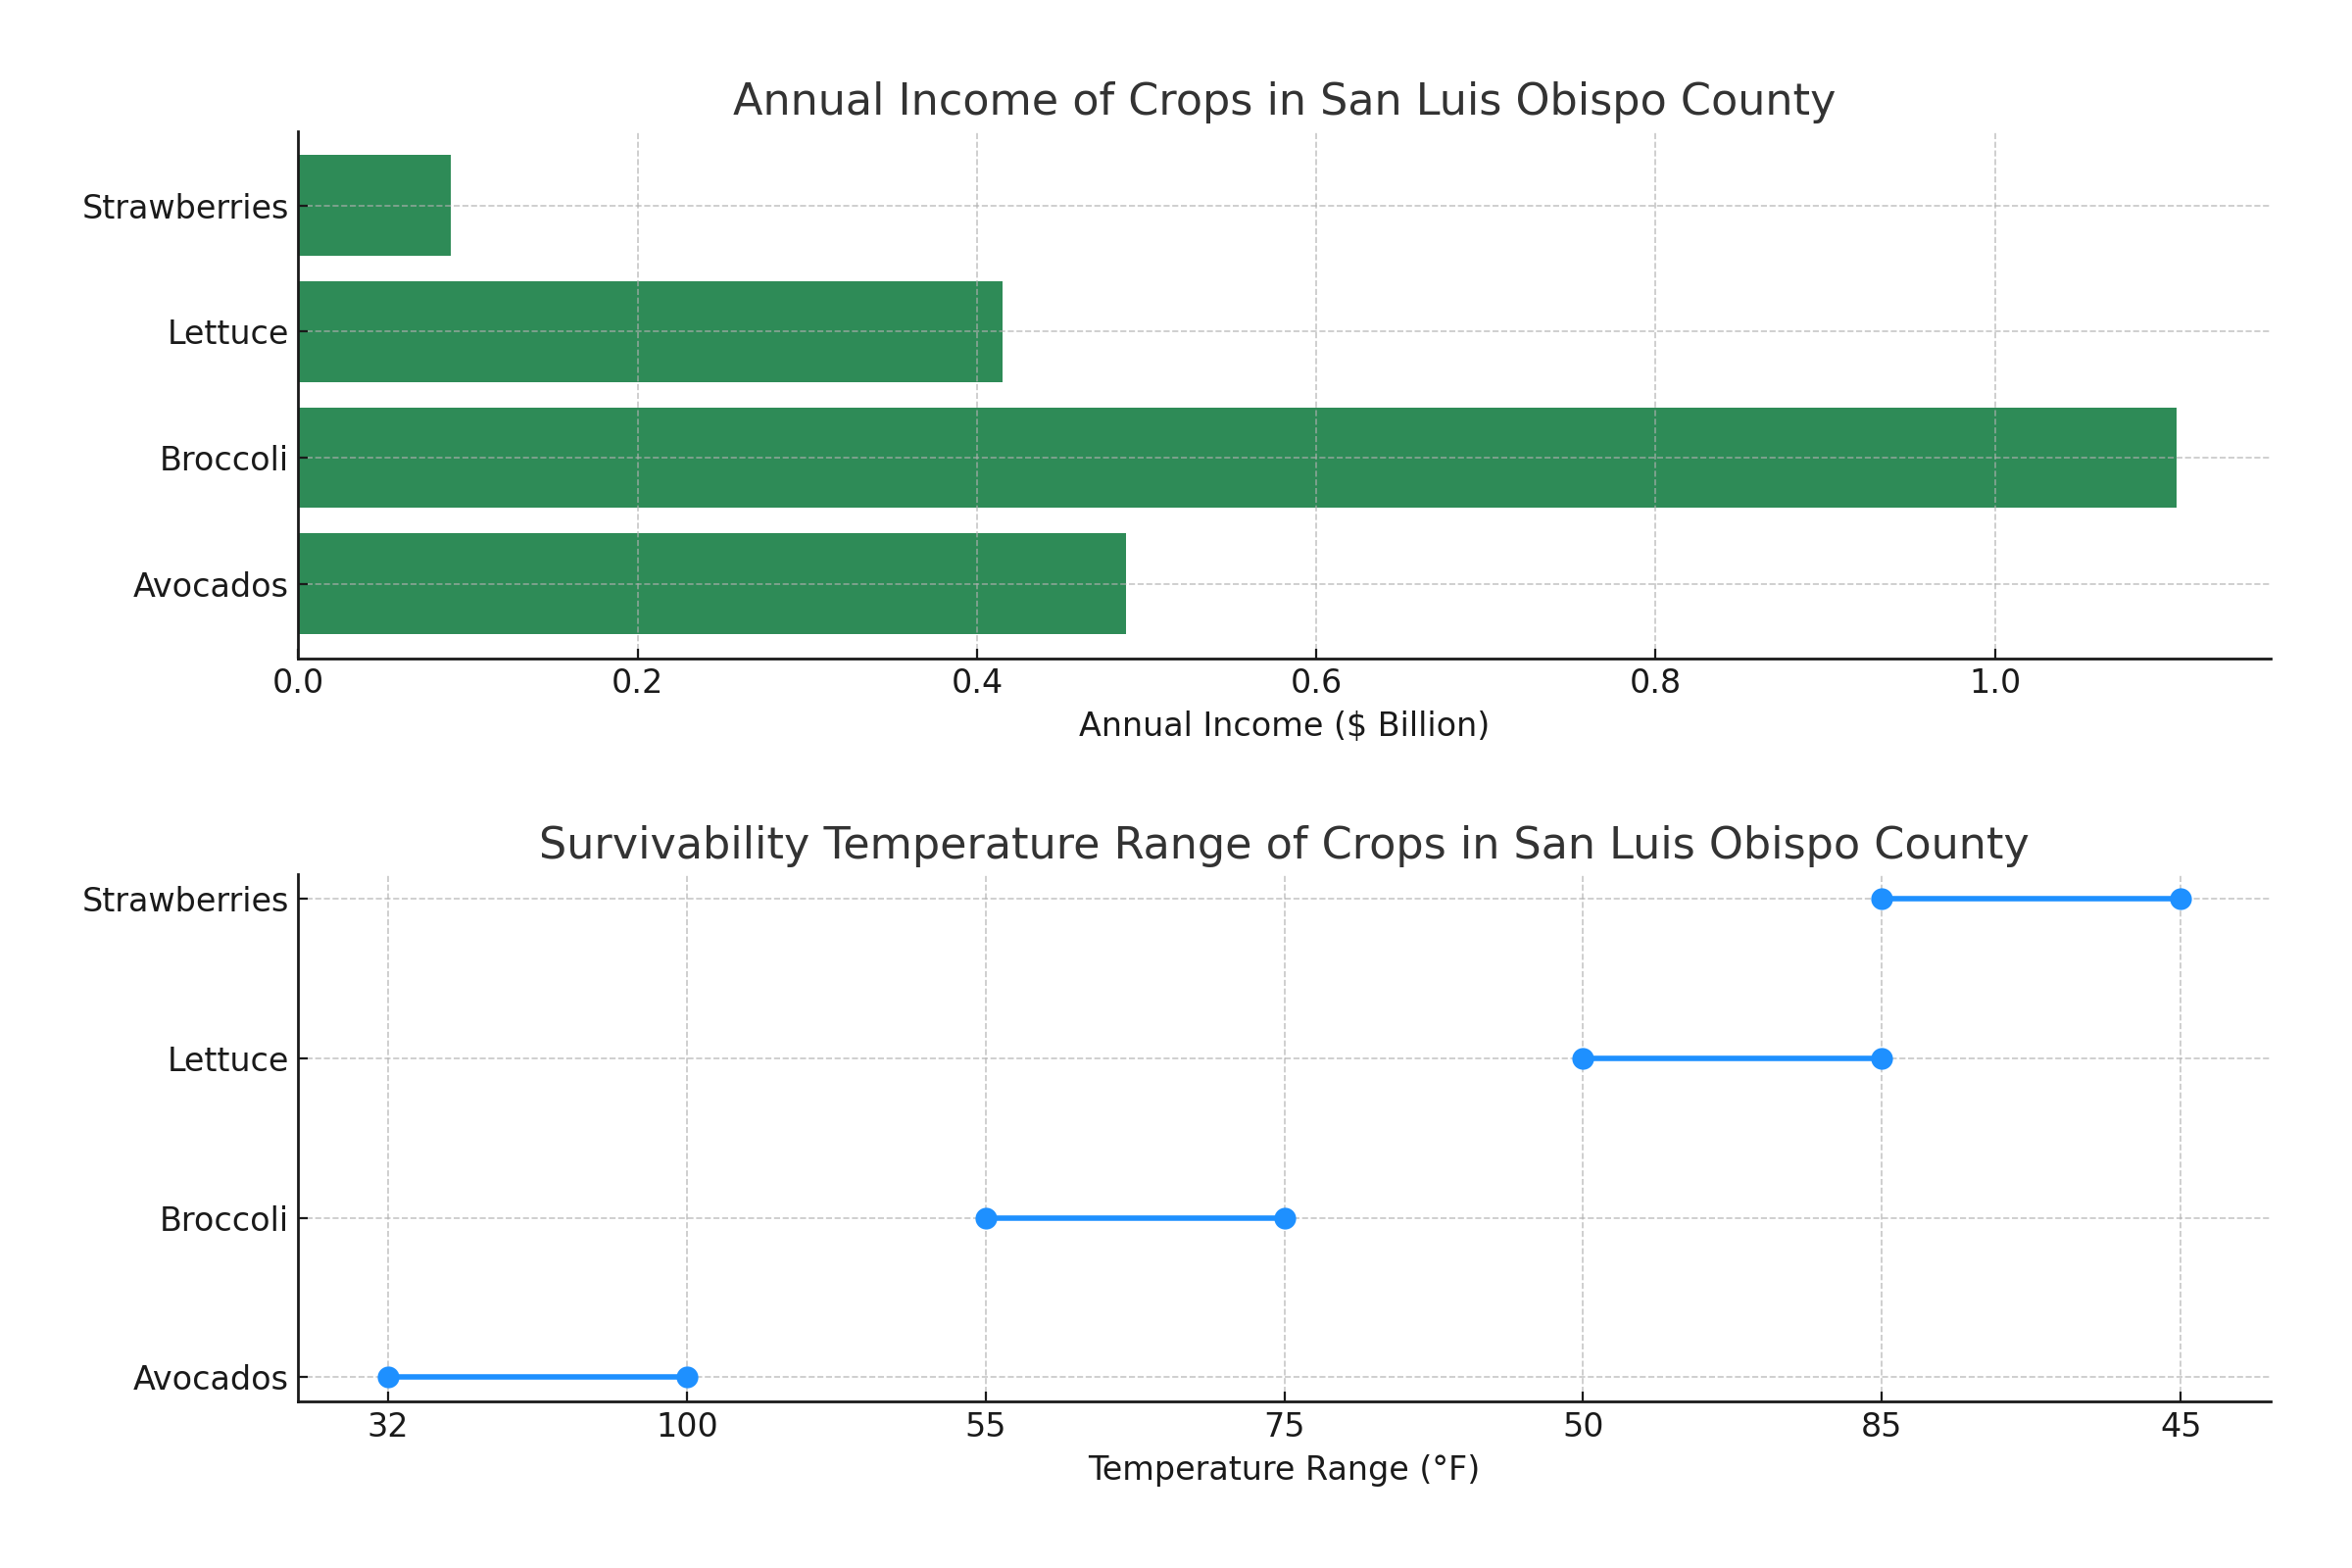 Annual Income of Crops in San Luis Obispo County
Strawberries
Lettuce
Broccoli
Avocados
0.0 0.2 0.4 0.6 0.8 1.0
Annual Income ($ Billion)
Survivability Temperature Range of Crops in San Luis Obispo County
Strawberries
Lettuce
Broccoli
Avocados
32 100 55 75 50 85 45
Temperature Range (°F)